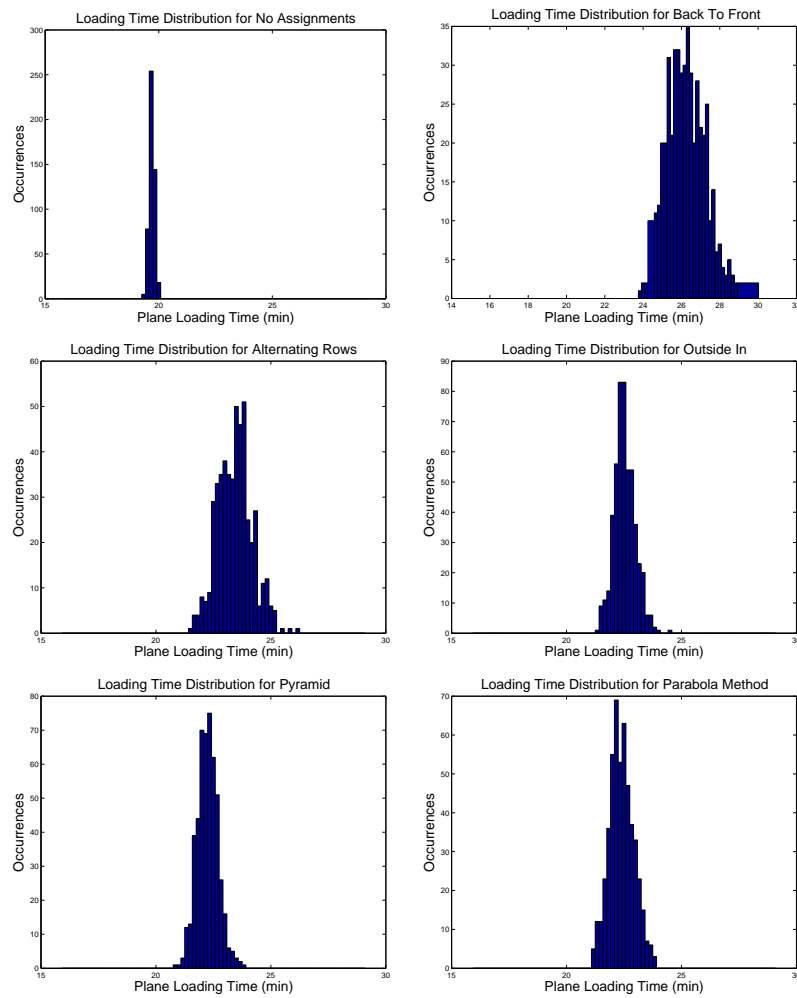 Loading Time Distribution for No Assignments
300
250
200
150
100
50
0
15 20 25 30
Occurrences
Plane Loading Time (min)
Loading Time Distribution for Back To Front
35
30
25
20
15
10
5
0
14 16 18 20 22 24 26 28 30 32
Occurrences
Plane Loading Time (min)
Loading Time Distribution for Alternating Rows
60
50
40
30
20
10
0
15 20 25 30
Occurrences
Plane Loading Time (min)
Loading Time Distribution for Outside In
90
80
70
60
50
40
30
20
10
0
15 20 25 30
Occurrences
Plane Loading Time (min)
Loading Time Distribution for Pyramid
80
70
60
50
40
30
20
10
0
15 20 25 30
Occurrences
Plane Loading Time (min)
Loading Time Distribution for Parabola Method
70
60
50
40
30
20
10
0
15 20 25 30
Occurrences
Plane Loading Time (min)